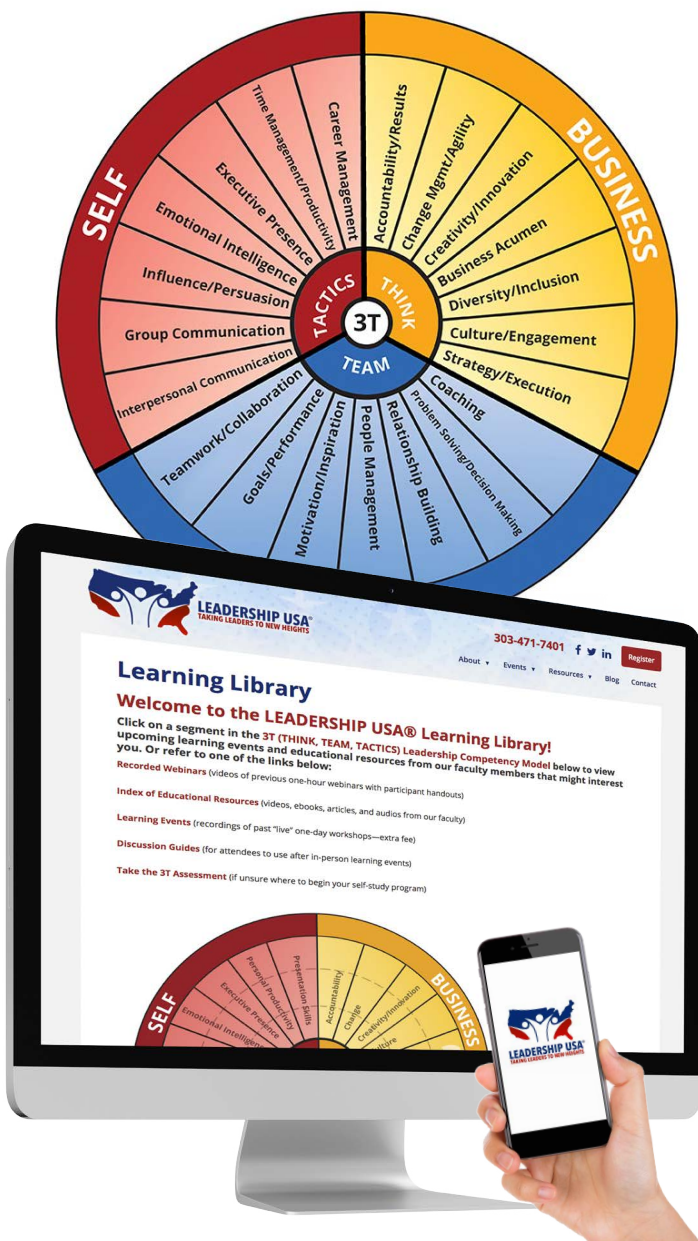 SELF
BUSINESS
Time Management/Productivity
Career Management
Executive Presence
Emotional Intelligence
Influence/Persuasion
Group Communication
Interpersonal Communication
Accountability/Results
Change Mgmt/Agility
Creativity/Innovation
Business Acumen
Diversity/Inclusion
Culture/Engagement
Strategy/Execution
TACTICS
THINK
3T
TEAM
Teamwork/Collaboration
Goals/Performance
Motivation/Inspiration
People Management
Relationship Building
Problem Solving/Decision Making
Coaching
LEADERSHIP USA®
TAKING LEADERS TO NEW HEIGHTS
303-471-7401 f in Register
About Events Resources Blog Contact
Learning Library
Welcome to the LEADERSHIP USA® Learning Library!
Click on a segment in the 3T (THINK, TEAM, TACTICS) Leadership Competency Model below to view
upcoming learning events and educational resources from our faculty members that might interest
you. Or refer to one of the links below:
Recorded Webinars (videos of previous one-hour webinars with participant handouts)
Index of Educational Resources (videos, ebooks, articles, and audios from our faculty)
Learning Events (recordings of past "live" one-day workshops—extra fee)
Discussion Guides (for attendees to use after in-person learning events)
Take the 3T Assessment (if unsure where to begin your self-study program)
SELF
BUSINESS
Emotional Intelligence
Executive Presence
Personal Productivity
Presentation Skills
Accountability
Change
Creativity/Innovation
LEADERSHIP USA®
TAKING LEADERS TO NEW HEIGHTS